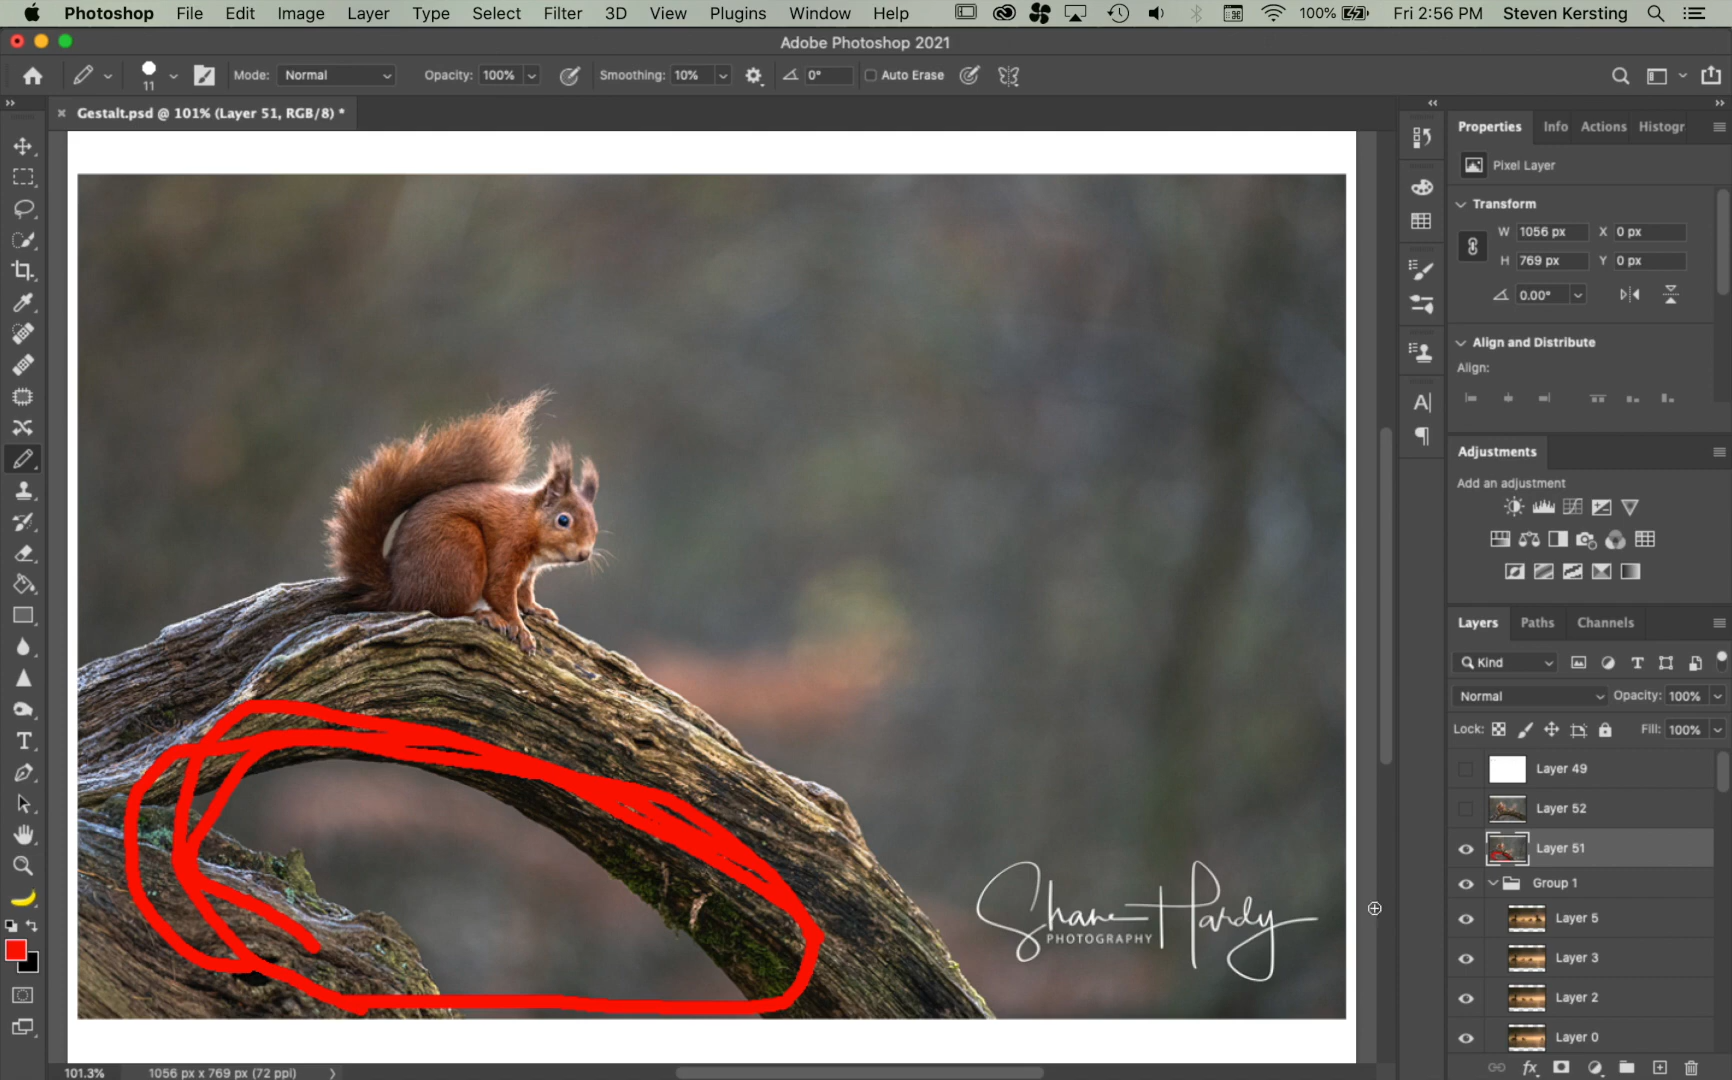 Photoshop File Edit Image Layer Type Select Filter 3D View Plugins Window Help 100% Fri 2:56 PM Steven Kersting
Adobe Photoshop 2021
11 Mode: Normal Opacity: 100% Smoothing: 10% 0° Auto Erase
Gestalt.psd @ 101% (Layer 51, RGB/8) *
Properties Info Actions Histogr
Pixel Layer
Transform
W 1056 px X 0 px
H 769 px Y 0 px
0.00°
Align and Distribute
Align:
Adjustments
Add an adjustment
Layers Paths Channels
Kind
Normal Opacity: 100%
Lock: Fill: 100%
Layer 49
Layer 52
Layer 51
Group 1
Layer 5
Layer 3
Layer 2
Layer 0
Shane Hardy
PHOTOGRAPHY
101.3% 1056 px x 769 px (72 ppi)